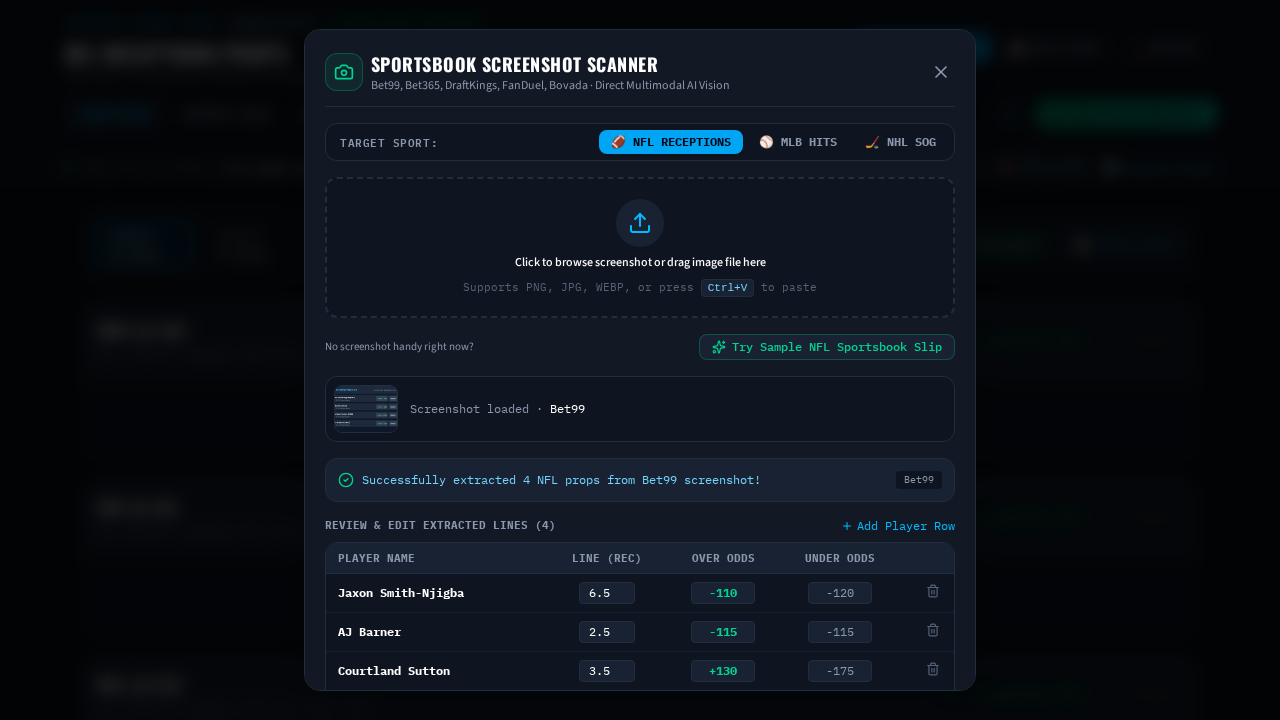 SPORTSBOOK SCREENSHOT SCANNER
Bet99, Bet365, DraftKings, FanDuel, Bovada · Direct Multimodal AI Vision
TARGET SPORT: 🏈 NFL RECEPTIONS ⚾ MLB HITS 🏒 NHL SOG
Click to browse screenshot or drag image file here
Supports PNG, JPG, WEBP, or press Ctrl+V to paste
No screenshot handy right now? Try Sample NFL Sportsbook Slip
Screenshot loaded · Bet99
Successfully extracted 4 NFL props from Bet99 screenshot! Bet99
REVIEW & EDIT EXTRACTED LINES (4) + Add Player Row
PLAYER NAME LINE (REC) OVER ODDS UNDER ODDS
Jaxon Smith-Njigba 6.5 -110 -120
AJ Barner 2.5 -115 -115
Courtland Sutton 3.5 +130 -175